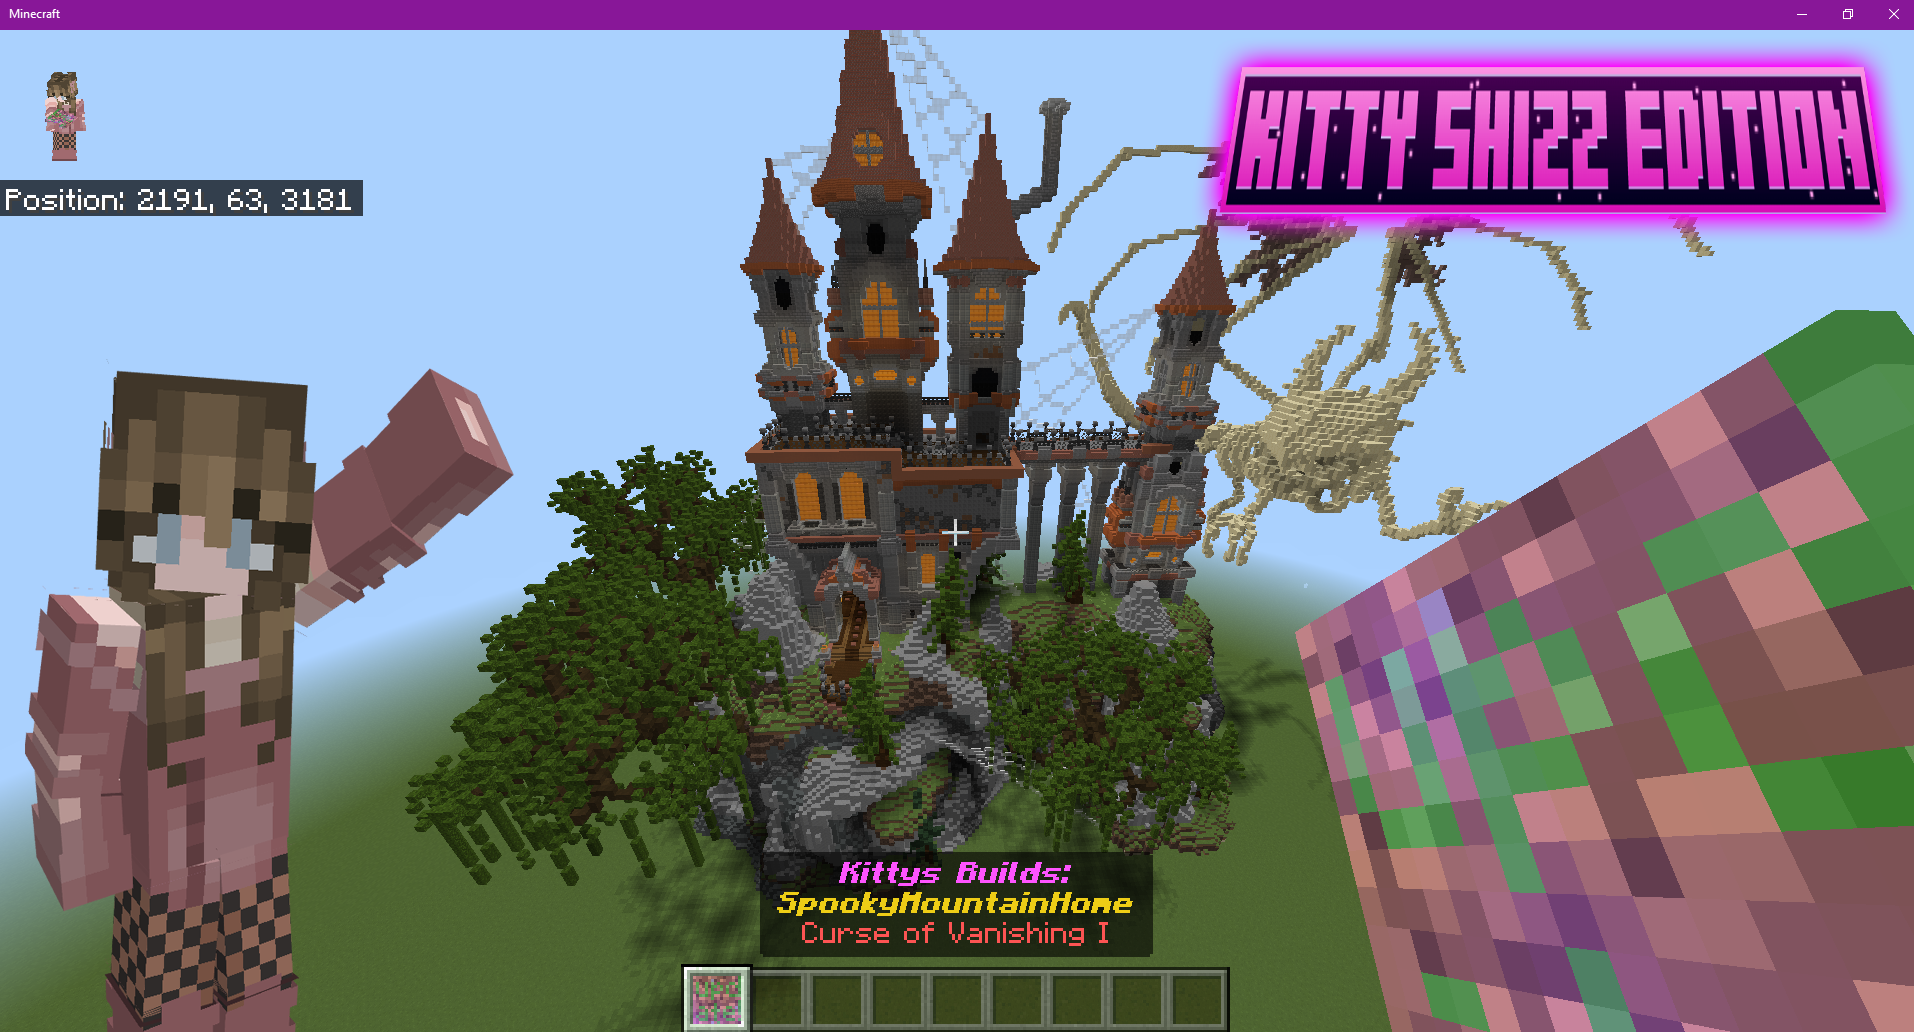 Minecraft
KITTY SHIZZ EDITION
Position: 2191, 63, 3181
Kittys Builds:
SpookyMountainHome
Curse of Vanishing I